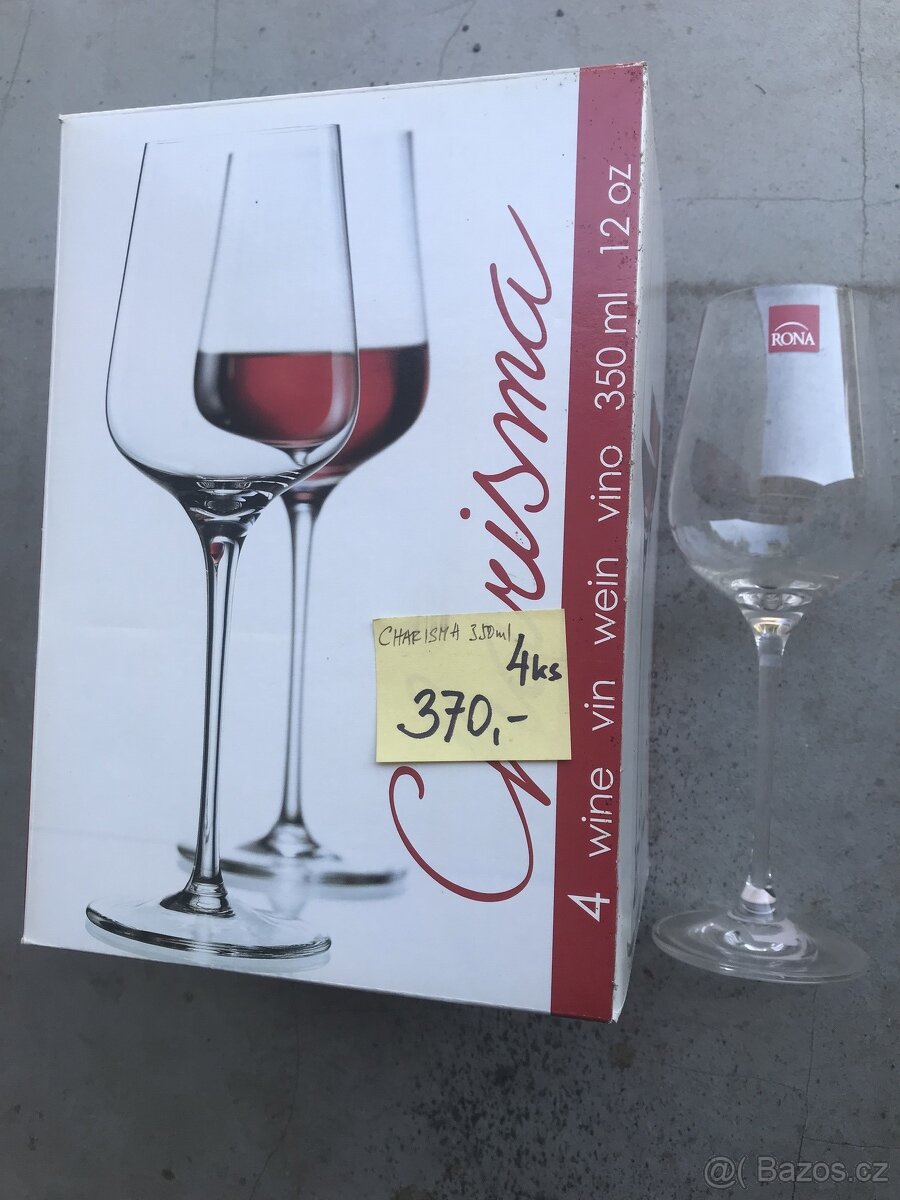 Charisma
4 wine vin wein vino 350 ml 12 oz
CHARISMA 350ml
4ks
370,-
RONA
@( Bazos.cz